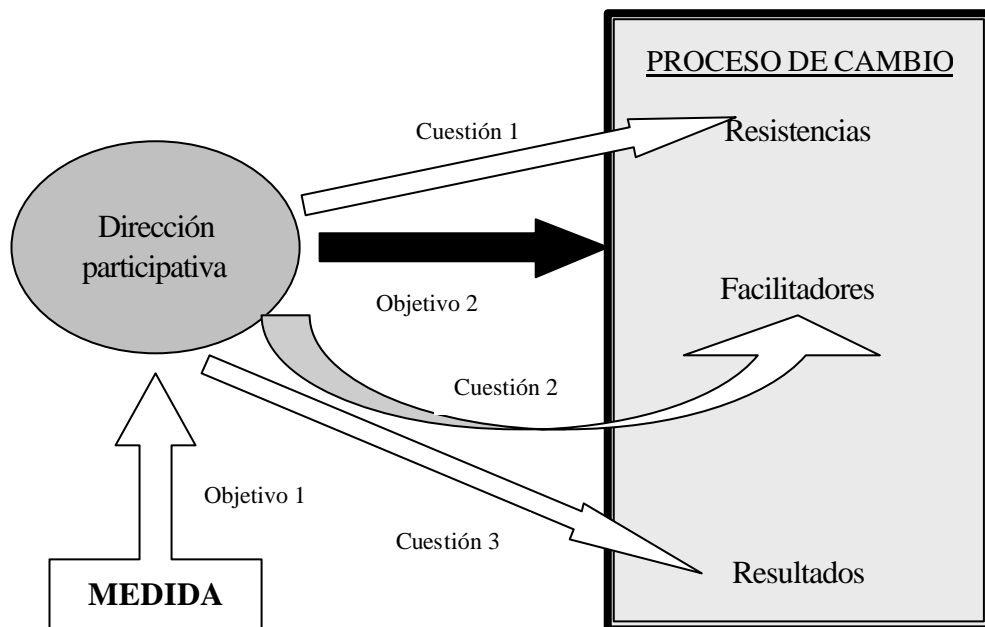 PROCESO DE CAMBIO
Cuestión 1
Resistencias
Dirección
participativa
Objetivo 2
Facilitadores
Cuestión 2
Objetivo 1
Cuestión 3
Resultados
MEDIDA